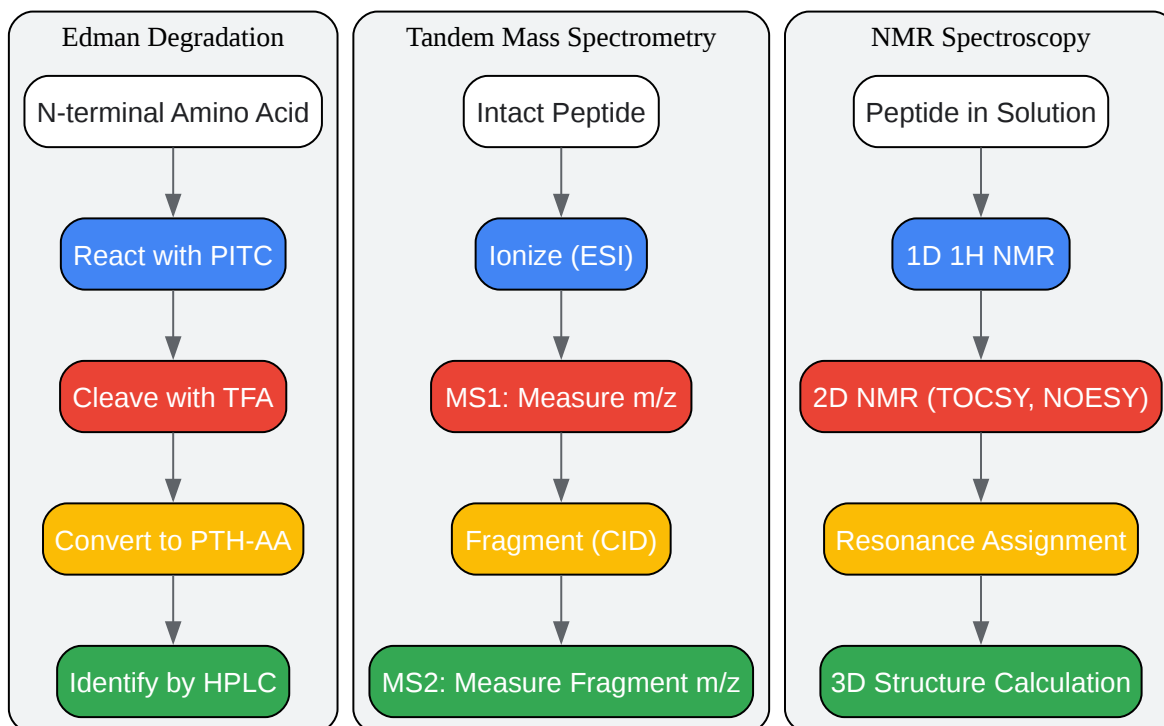 Edman Degradation
N-terminal Amino Acid
React with PITC
Cleave with TFA
Convert to PTH-AA
Identify by HPLC
Tandem Mass Spectrometry
Intact Peptide
Ionize (ESI)
MS1: Measure m/z
Fragment (CID)
MS2: Measure Fragment m/z
NMR Spectroscopy
Peptide in Solution
1D 1H NMR
2D NMR (TOCSY, NOESY)
Resonance Assignment
3D Structure Calculation